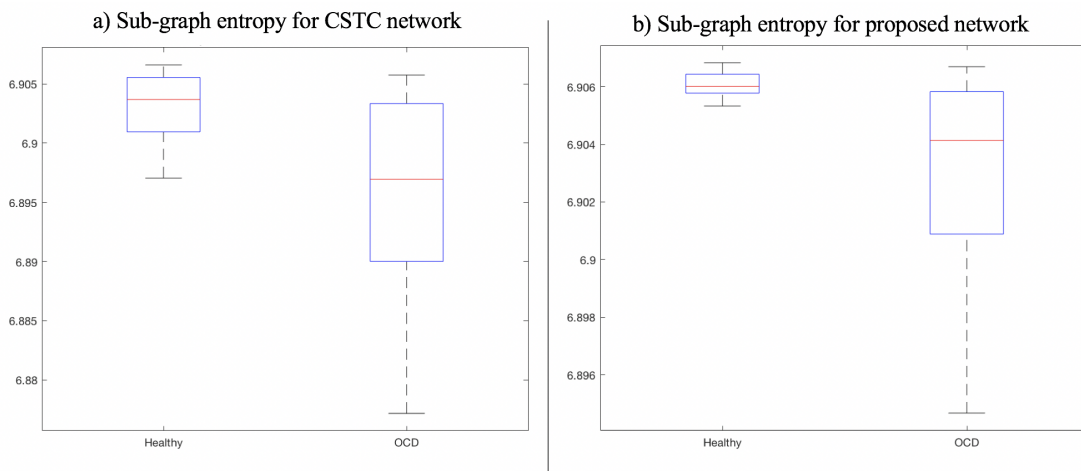 a) Sub-graph entropy for CSTC network
6.905
6.9
6.895
6.89
6.885
6.88
Healthy
OCD
b) Sub-graph entropy for proposed network
6.906
6.904
6.902
6.9
6.898
6.896
Healthy
OCD